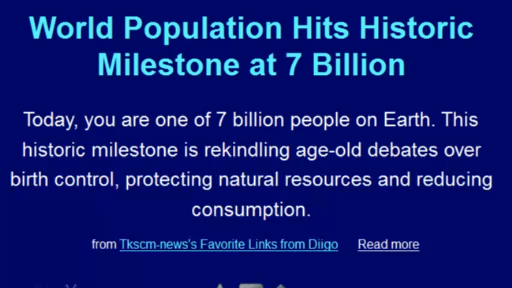 World Population Hits Historic
Milestone at 7 Billion
Today, you are one of 7 billion people on Earth. This
historic milestone is rekindling age-old debates over
birth control, protecting natural resources and reducing
consumption.
from Tkscm-news's Favorite Links from Diigo Read more